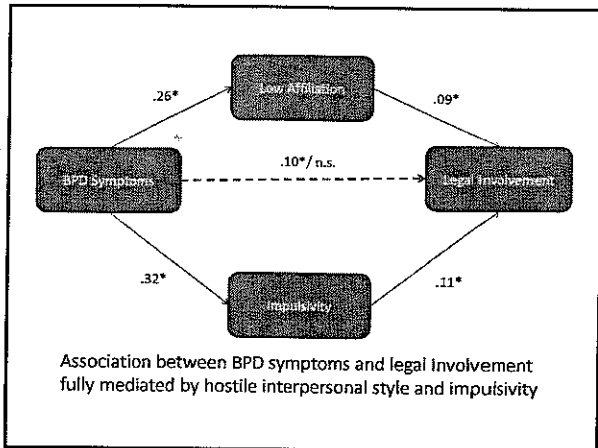 Low Affiliation
.26*
.09*
.10*/ n.s.
BPD Symptoms
Legal Involvement
.32*
.11*
Impulsivity
Association between BPD symptoms and legal involvement
fully mediated by hostile interpersonal style and impulsivity